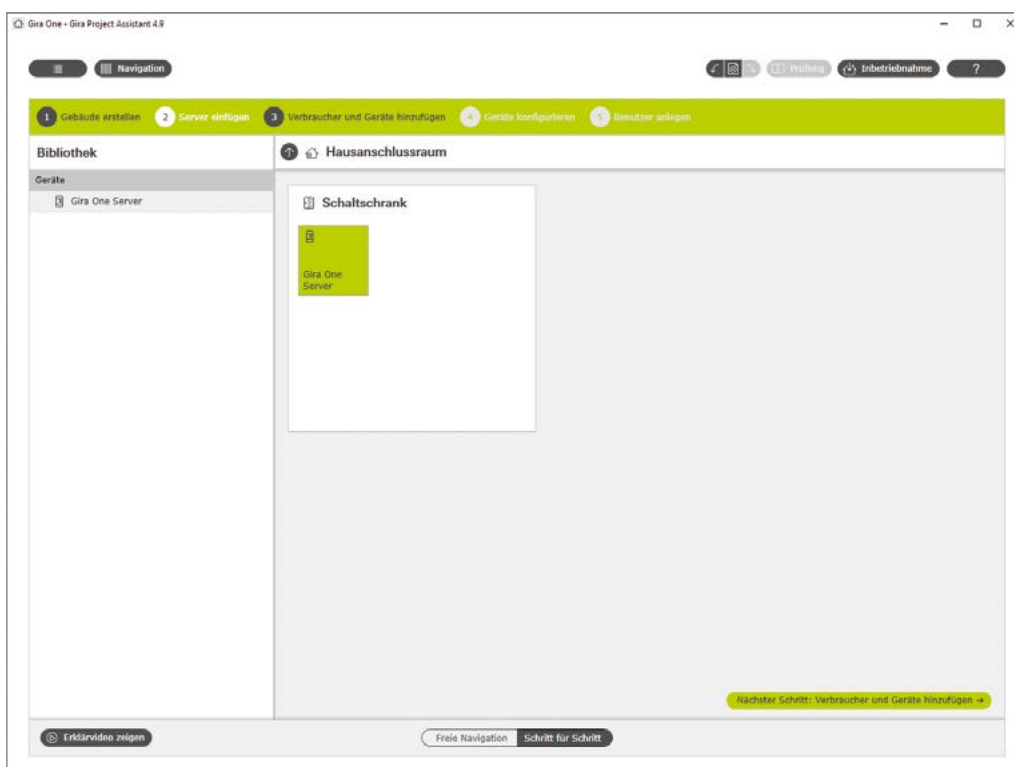 Gira One - Gira Project Assistant 4.9
Navigation
Prüfung
Inbetriebnahme
?
1 Gebäude erstellen
2 Server einfügen
3 Verbraucher und Geräte hinzufügen
4 Geräte konfigurieren
5 Benutzer anlegen
Bibliothek
Hausanschlussraum
Geräte
Gira One Server
Schaltschrank
Gira One
Server
Nächster Schritt: Verbraucher und Geräte hinzufügen →
Erklärvideo zeigen
Freie Navigation
Schritt für Schritt